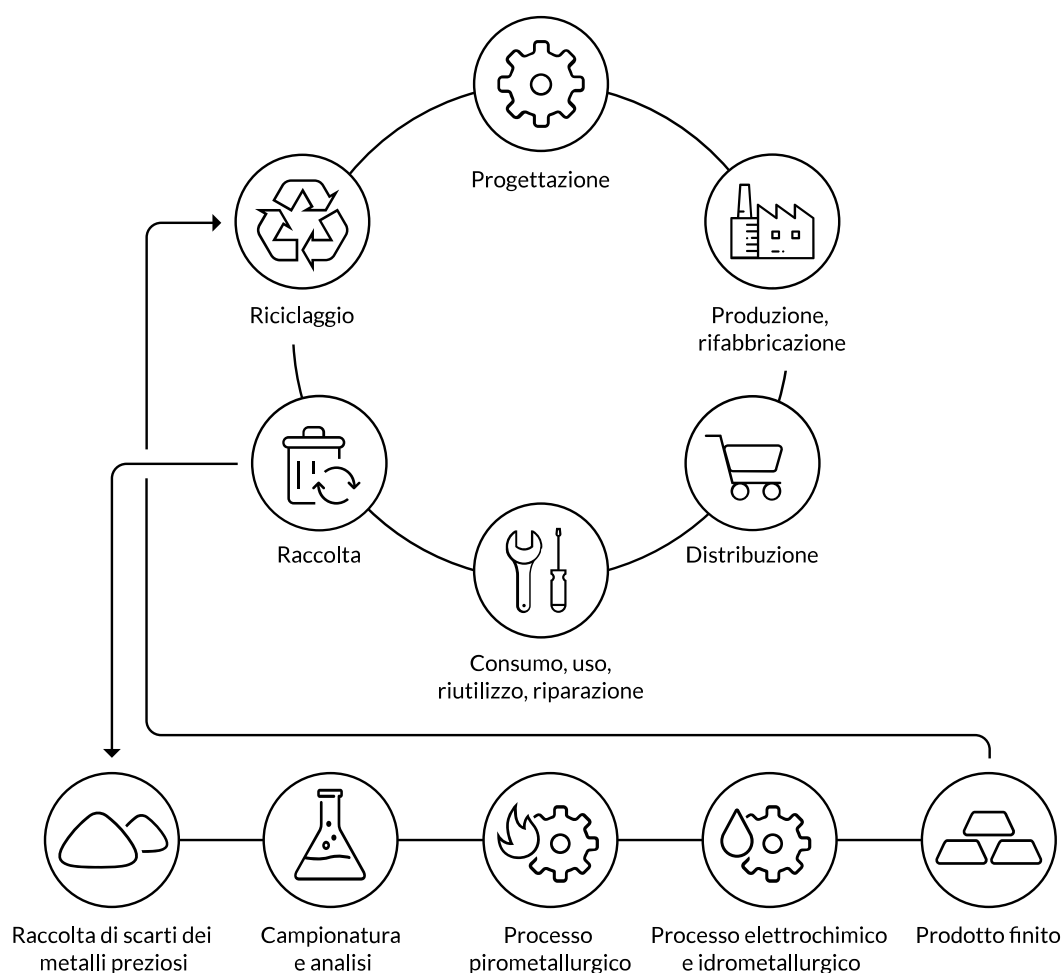 Progettazione
Riciclaggio
Produzione,
rifabbricazione
Raccolta
Distribuzione
Consumo, uso,
riutilizzo, riparazione
Raccolta di scarti dei
metalli preziosi
Campionatura
e analisi
Processo
pirometallurgico
Processo elettrochimico
e idrometallurgico
Prodotto finito